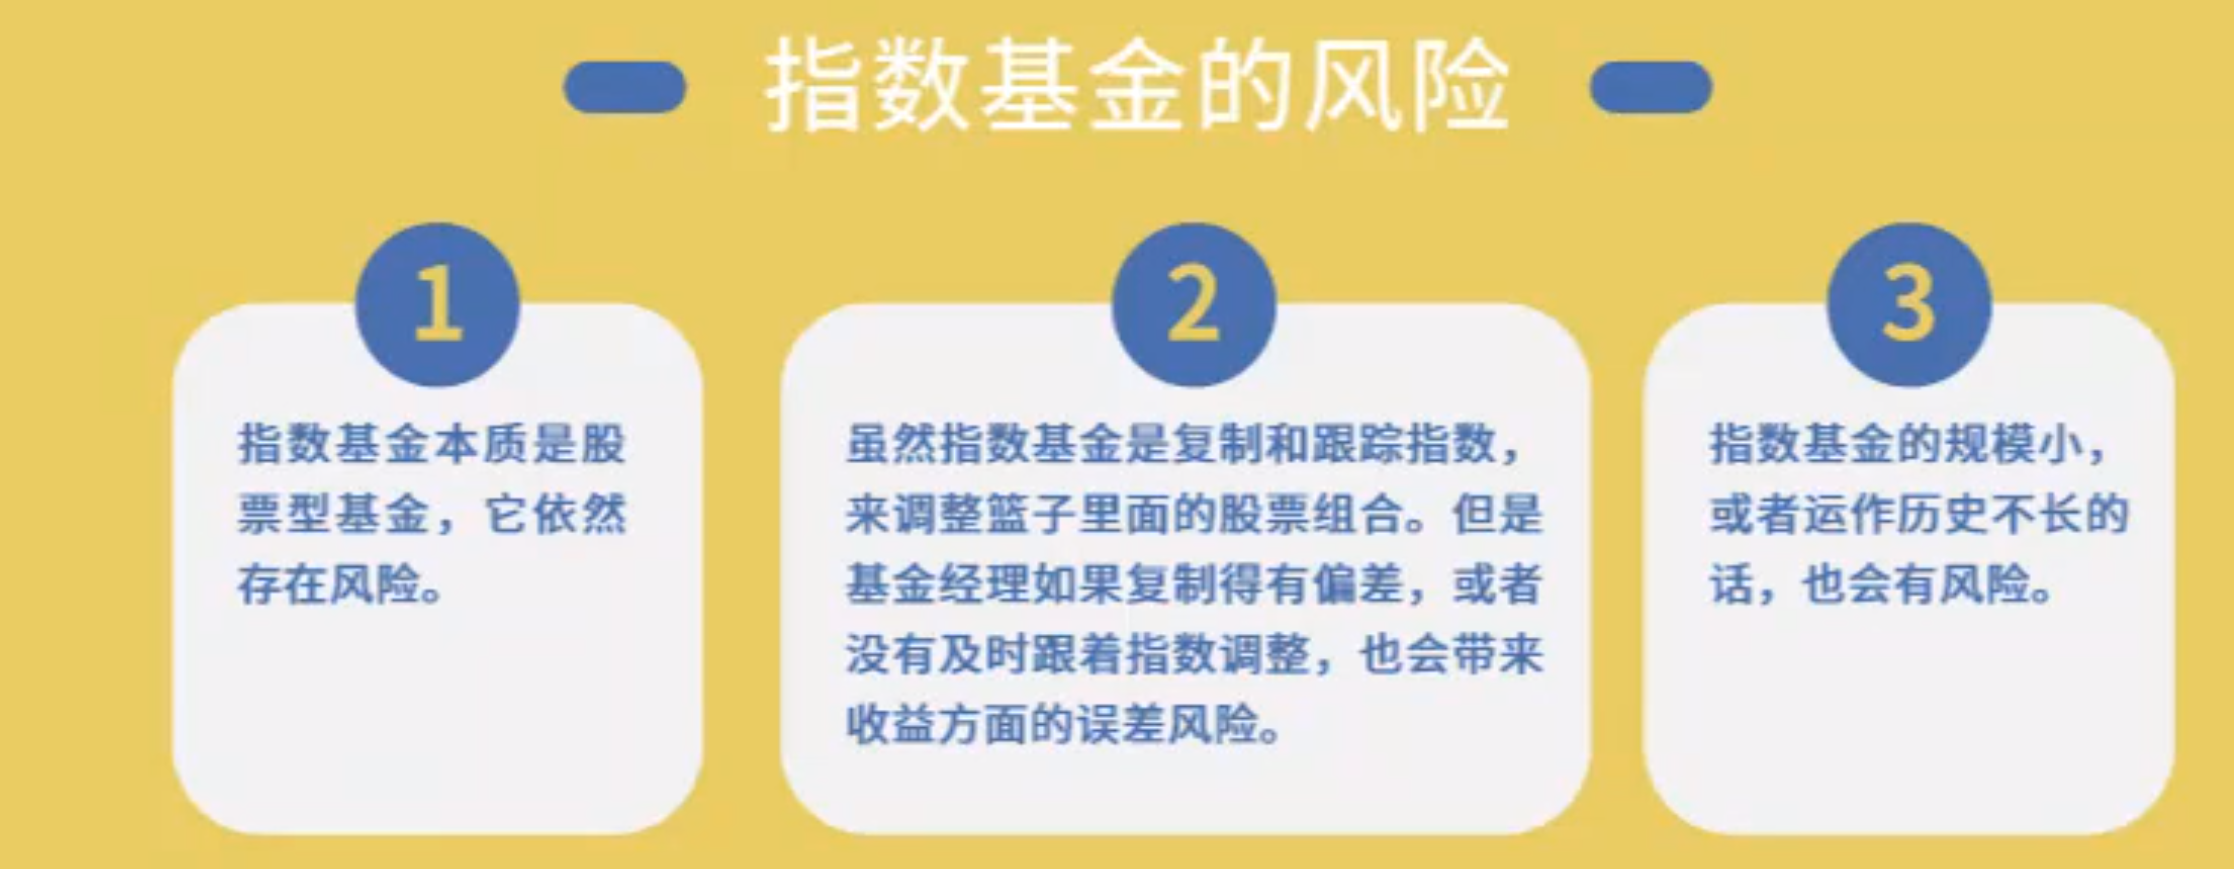 指数基金的风险
1
指数基金本质是股
票型基金，它依然
存在风险。
2
虽然指数基金是复制和跟踪指数，
来调整篮子里面的股票组合。但是
基金经理如果复制得有偏差，或者
没有及时跟着指数调整，也会带来
收益方面的误差风险。
3
指数基金的规模小，
或者运作历史不长的
话，也会有风险。